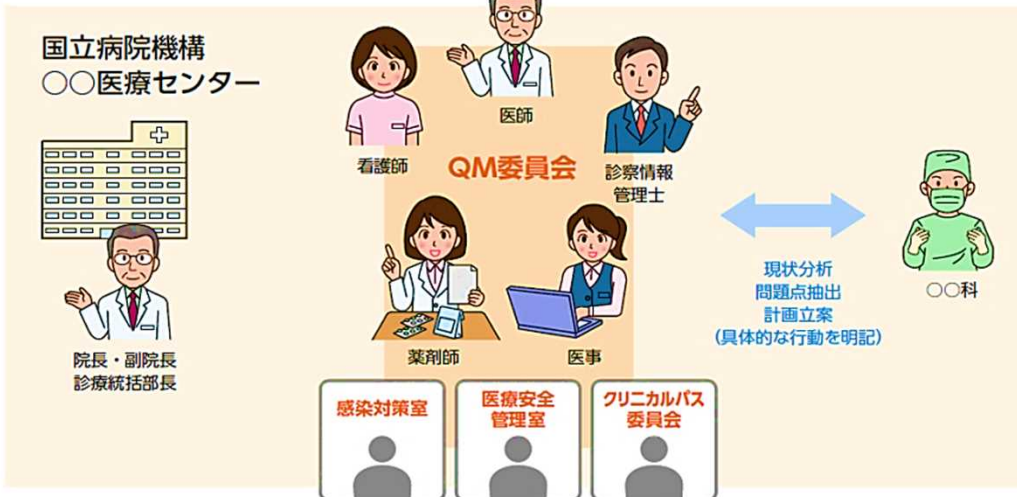 国立病院機構
○○医療センター
医師
看護師
QM委員会
診察情報
管理士
現状分析
問題点抽出
計画立案
(具体的な行動を明記)
○○科
院長・副院長
診療統括部長
薬剤師
医事
感染対策室
医療安全
管理室
クリニカルパス
委員会